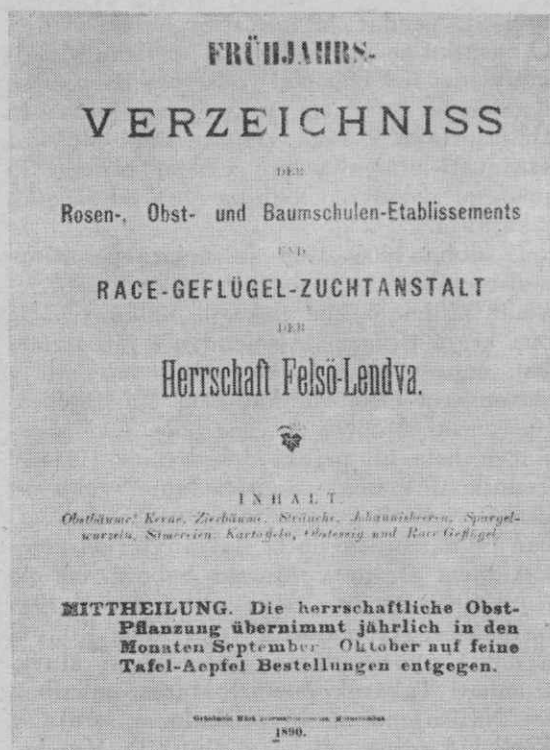 FRÜHJAHRS-
VERZEICHNISS
DER
Rosen-, Obst- und Baumschulen-Etablissements
UND
RACE-GEFLÜGEL-ZUCHTANSTALT
DER
Herrschaft Felsö-Lendva.
INHALT
Obstbäume, Kerne, Zierbäume, Sträuche, Johannisbeeren, Spargel-
wurzeln, Sämereien, Kartoffeln, Obstessig und Race-Geflügel.
MITTHEILUNG. Die herrschaftliche Obst-
Pflanzung übernimmt jährlich in den
Monaten September Oktober auf feine
Tafel-Aepfel Bestellungen entgegen.
1890.